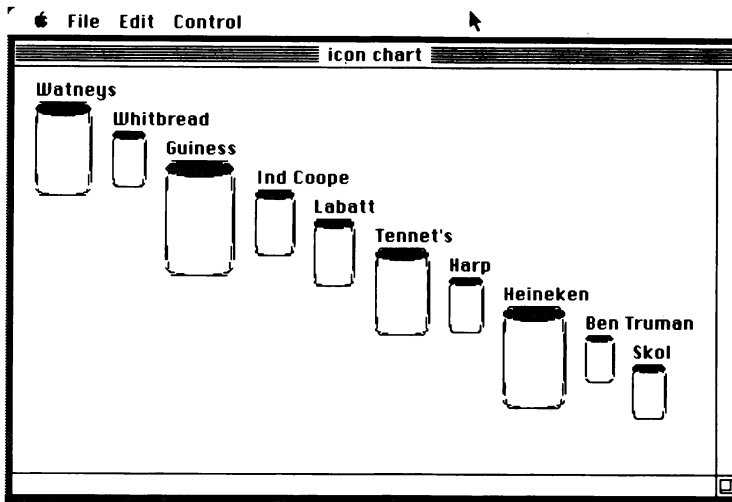 File Edit Control
icon chart
Watneys
Whitbread
Guiness
Ind Coope
Labatt
Tennet's
Harp
Heineken
Ben Truman
Skol